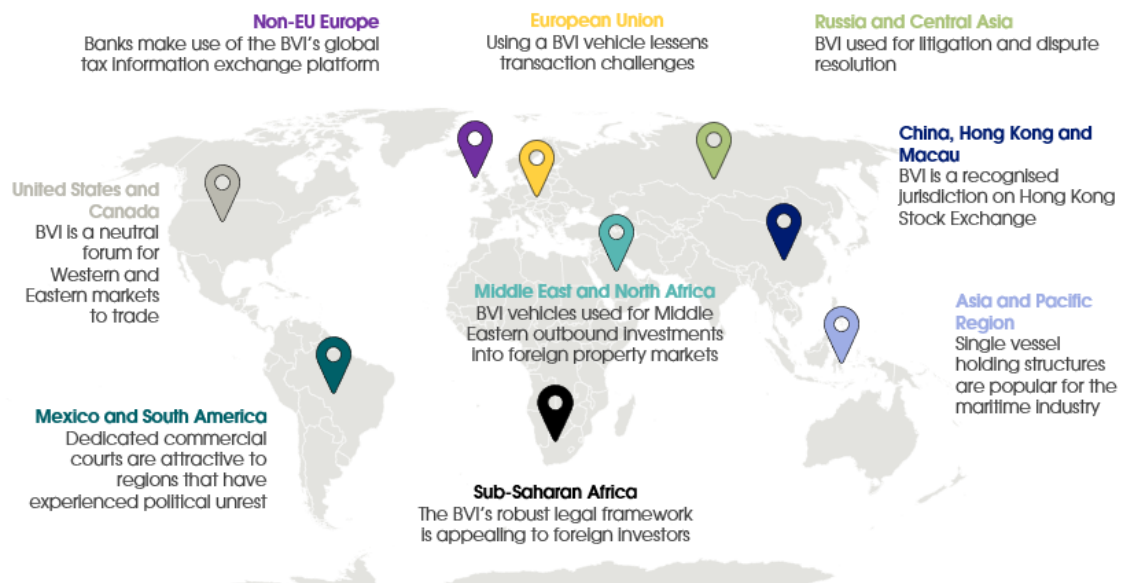 Non-EU Europe
Banks make use of the BVI's global
tax information exchange platform
European Union
Using a BVI vehicle lessens
transaction challenges
Russia and Central Asia
BVI used for litigation and dispute
resolution
China, Hong Kong and
Macau
BVI is a recognised
jurisdiction on Hong Kong
Stock Exchange
United States and
Canada
BVI is a neutral
forum for
Western and
Eastern markets
to trade
Middle East and North Africa
BVI vehicles used for Middle
Eastern outbound investments
into foreign property markets
Asia and Pacific
Region
Single vessel
holding structures
are popular for the
maritime industry
Mexico and South America
Dedicated commercial
courts are attractive to
regions that have
experienced political unrest
Sub-Saharan Africa
The BVI's robust legal framework
is appealing to foreign investors